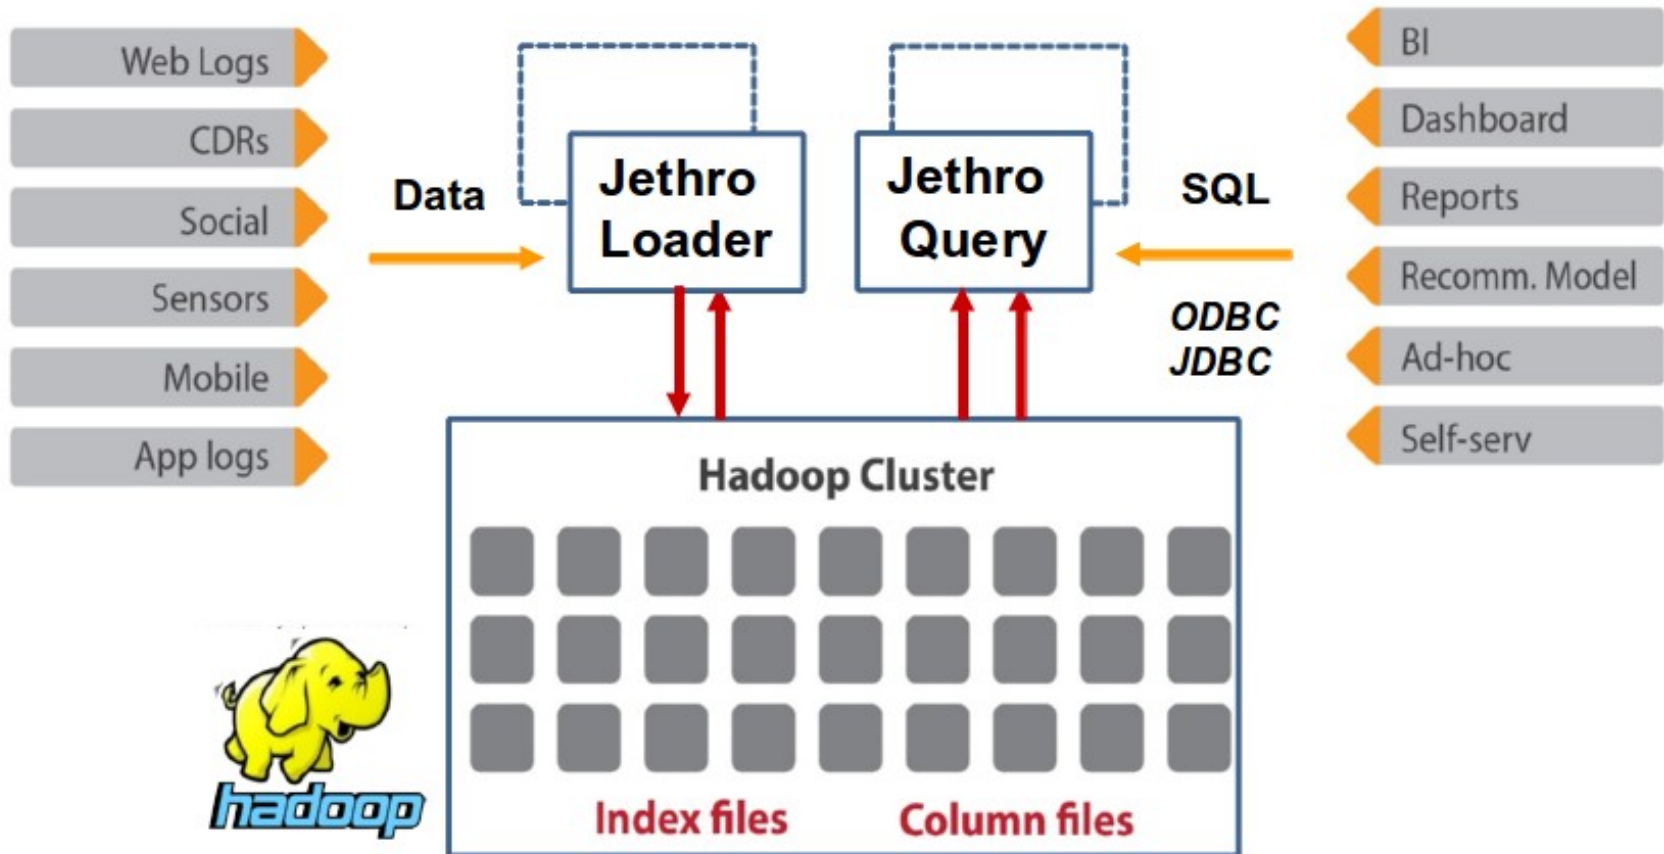 Web Logs
CDRs
Social
Sensors
Mobile
App logs
Data
Jethro
Loader
Jethro
Query
SQL
ODBC
JDBC
BI
Dashboard
Reports
Recomm. Model
Ad-hoc
Self-serv
Hadoop Cluster
Index files
Column files
hadoop